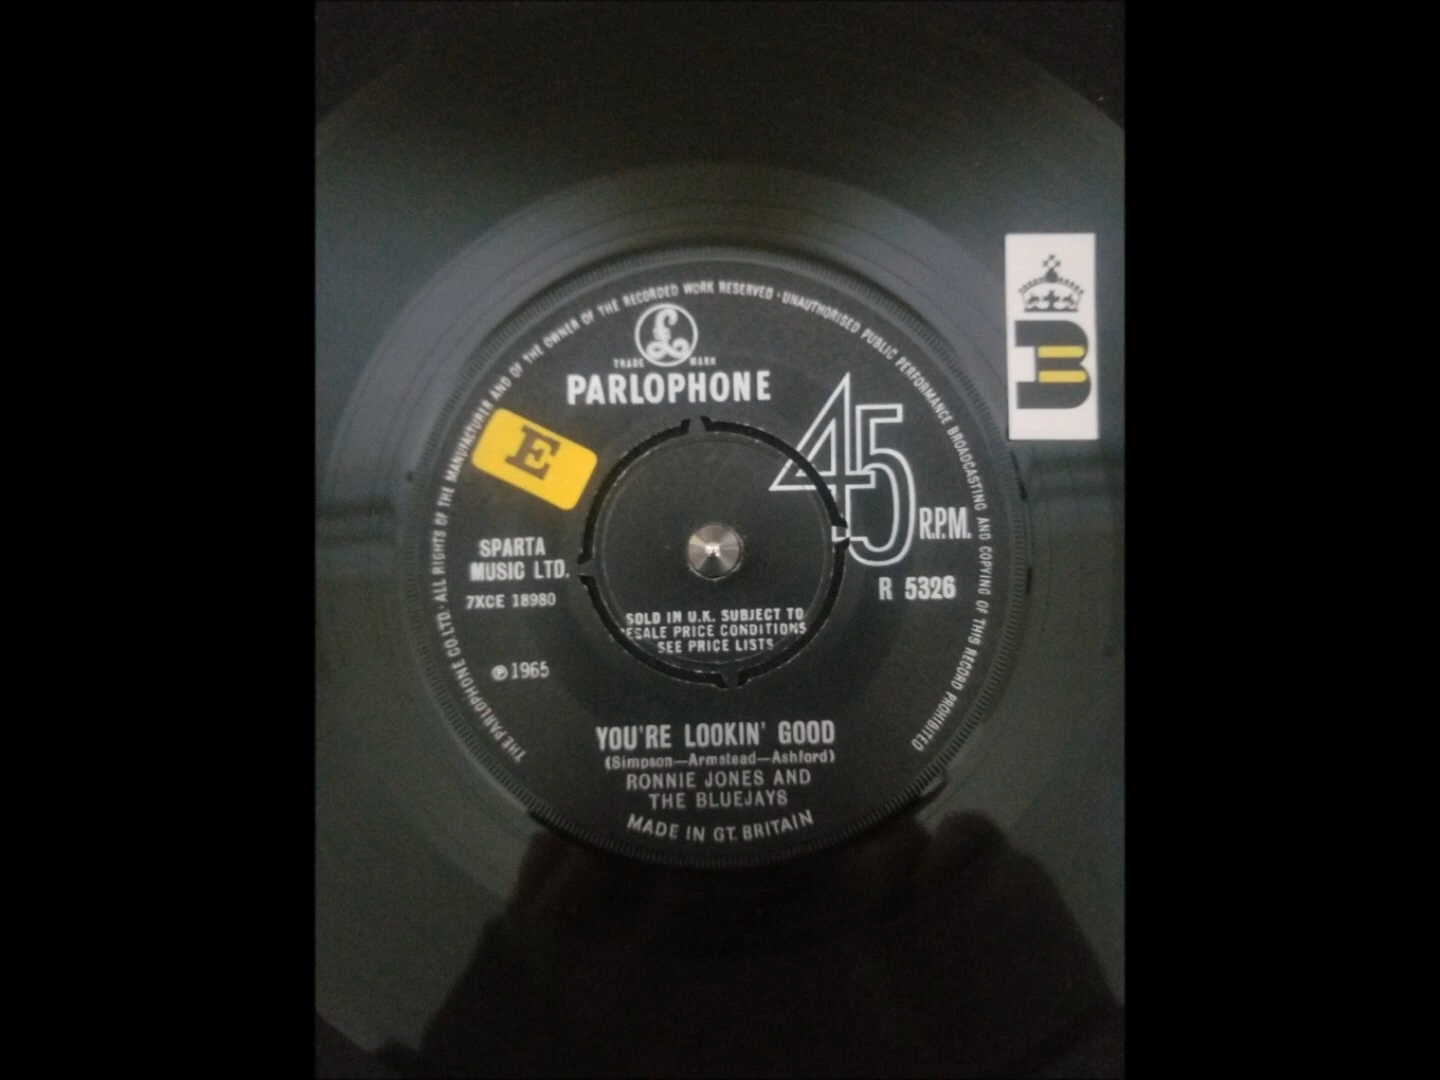 THE PARLOPHONE CO. LTD. · ALL RIGHTS OF THE MANUFACTURER AND OF THE OWNER OF THE RECORDED WORK RESERVED · UNAUTHORISED PUBLIC PERFORMANCE BROADCASTING AND COPYING OF THIS RECORD PROHIBITED
£
TRADE MARK
PARLOPHONE
B
E
45 R.P.M.
SPARTA
MUSIC LTD.
7XCE 18980
R 5326
SOLD IN U.K. SUBJECT TO
ESALE PRICE CONDITIONS
SEE PRICE LISTS
℗ 1965
YOU'RE LOOKIN' GOOD
(Simpson—Armstead—Ashford)
RONNIE JONES AND
THE BLUEJAYS
MADE IN GT. BRITAIN